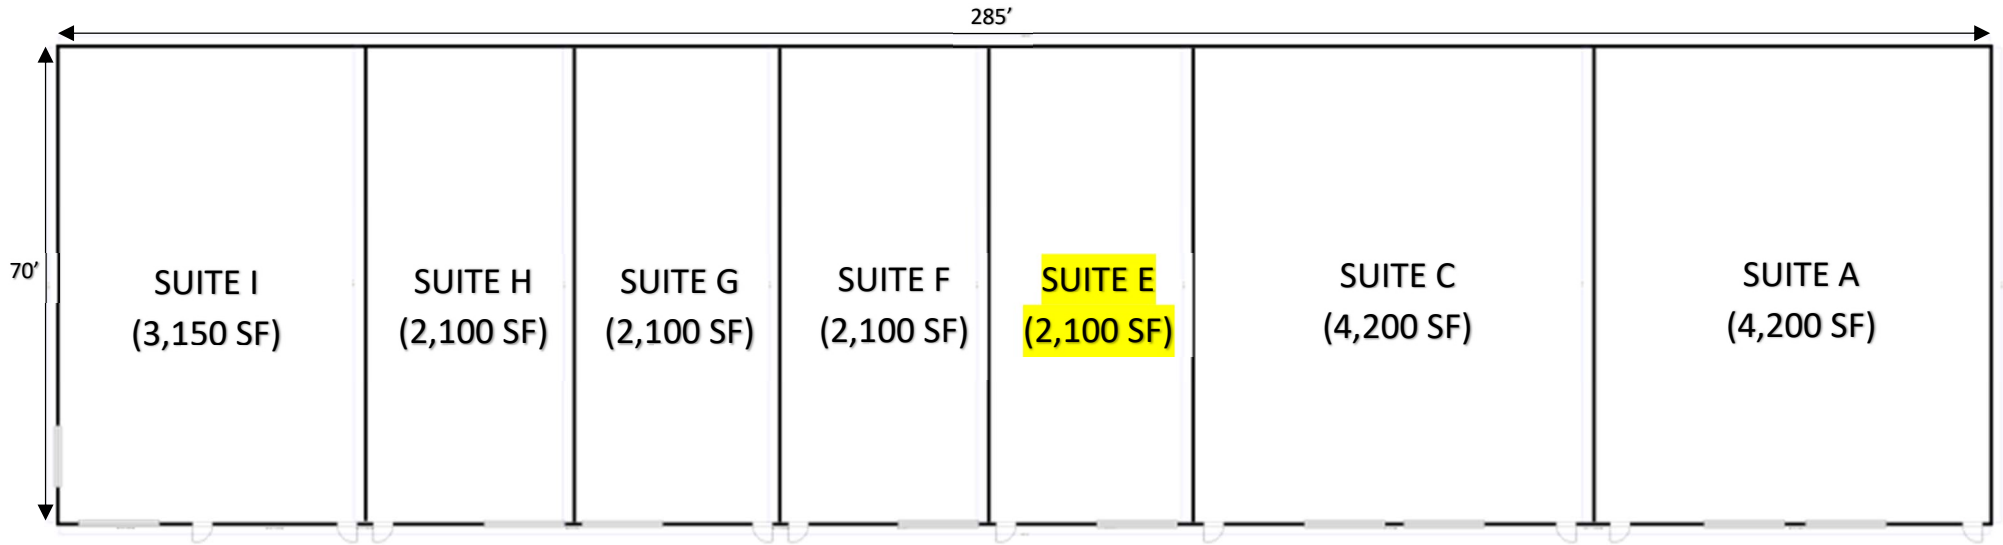 285’
70’
SUITE I
(3,150 SF)
SUITE H
(2,100 SF)
SUITE G
(2,100 SF)
SUITE F
(2,100 SF)
SUITE E
(2,100 SF)
SUITE C
(4,200 SF)
SUITE A
(4,200 SF)